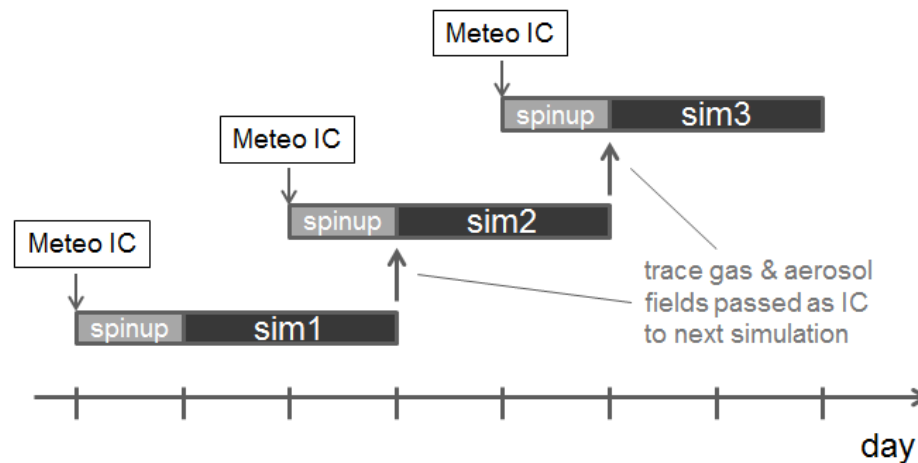 Meteo IC
spinup sim3
Meteo IC
spinup sim2
Meteo IC
trace gas & aerosol
fields passed as IC
to next simulation
spinup sim1
day